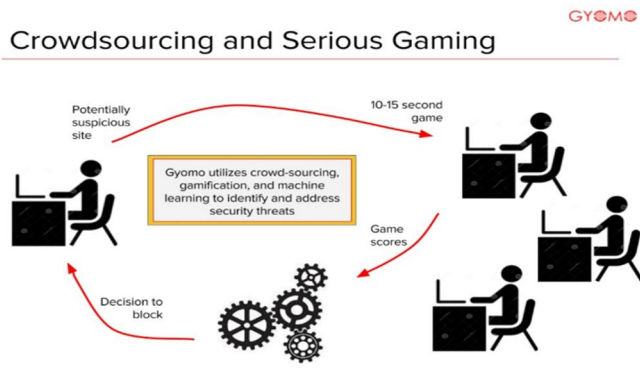 GYOMO
Crowdsourcing and Serious Gaming
Potentially
suspicious
site
10-15 second
game
Gyomo utilizes crowd-sourcing,
gamification, and machine
learning to identify and address
security threats
Game
scores
Decision to
block